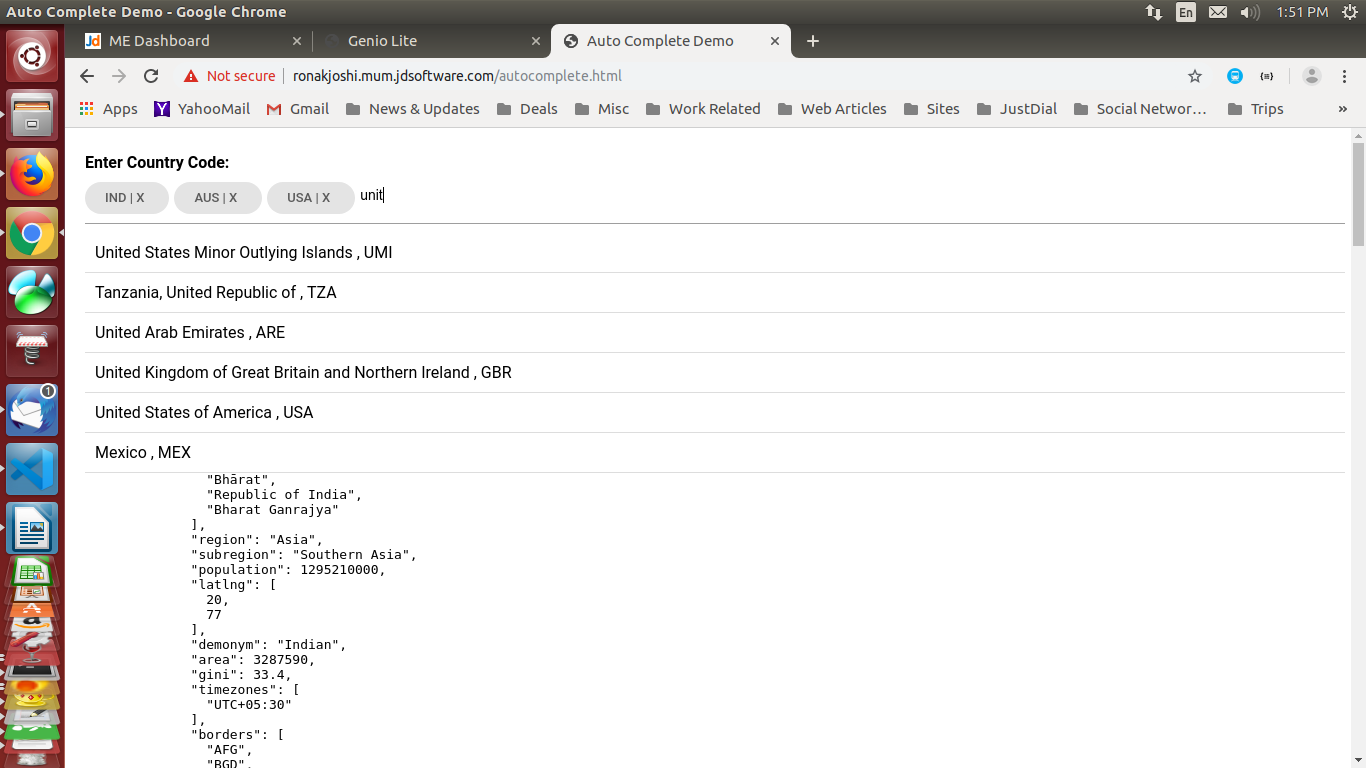 Auto Complete Demo - Google Chrome
En
1:51 PM
Jd ME Dashboard
Genio Lite
Auto Complete Demo
Not secure | ronakjoshi.mum.jdsoftware.com/autocomplete.html
Apps YahooMail Gmail News & Updates Deals Misc Work Related Web Articles Sites JustDial Social Networ... Trips »
Enter Country Code:
IND | X AUS | X USA | X unit
United States Minor Outlying Islands , UMI
Tanzania, United Republic of , TZA
United Arab Emirates , ARE
United Kingdom of Great Britain and Northern Ireland , GBR
1
United States of America , USA
Mexico , MEX
"Bhārat",
"Republic of India",
"Bharat Ganrajya"
],
"region": "Asia",
"subregion": "Southern Asia",
"population": 1295210000,
"latlng": [
20,
77
],
"demonym": "Indian",
"area": 3287590,
"gini": 33.4,
"timezones": [
"UTC+05:30"
],
"borders": [
"AFG",
"BGD",